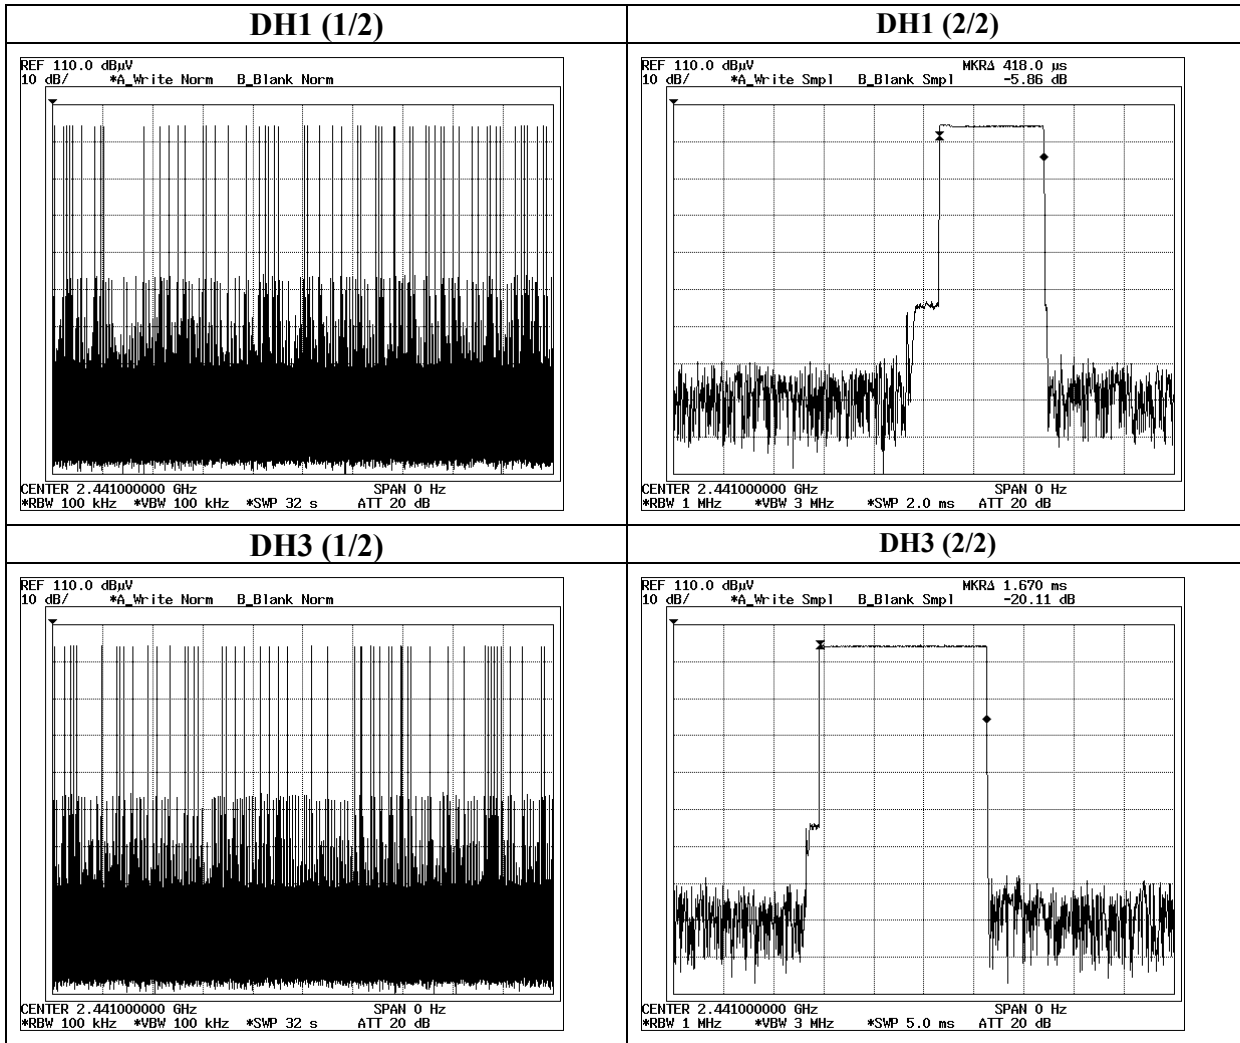 DH1 (1/2)
DH1 (2/2)
REF 110.0 dBµV
10 dB/ *A_Write Norm B_Blank Norm
CENTER 2.441000000 GHz SPAN 0 Hz
*RBW 100 kHz *VBW 100 kHz *SWP 32 s ATT 20 dB
REF 110.0 dBµV MKRΔ 418.0 µs
10 dB/ *A_Write Smpl B_Blank Smpl -5.86 dB
CENTER 2.441000000 GHz SPAN 0 Hz
*RBW 1 MHz *VBW 3 MHz *SWP 2.0 ms ATT 20 dB
DH3 (1/2)
DH3 (2/2)
REF 110.0 dBµV
10 dB/ *A_Write Norm B_Blank Norm
CENTER 2.441000000 GHz SPAN 0 Hz
*RBW 100 kHz *VBW 100 kHz *SWP 32 s ATT 20 dB
REF 110.0 dBµV MKRΔ 1.670 ms
10 dB/ *A_Write Smpl B_Blank Smpl -20.11 dB
CENTER 2.441000000 GHz SPAN 0 Hz
*RBW 1 MHz *VBW 3 MHz *SWP 5.0 ms ATT 20 dB